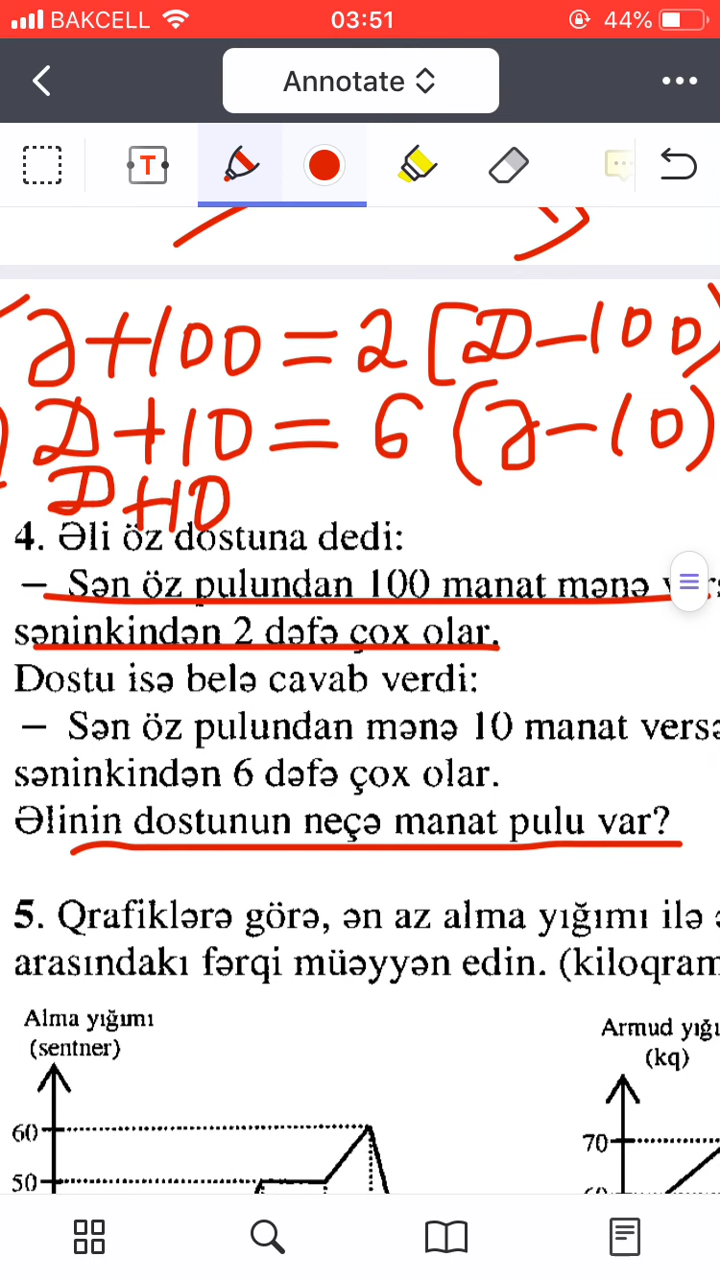 BAKCELL 03:51 44%
Annotate
T
Ə+100=2(D-100)
D+10=6(Ə-10)
D+10
4. Əli öz dostuna dedi:
– Sən öz pulundan 100 manat mənə
səninkindən 2 dəfə çox olar.
Dostu isə belə cavab verdi:
– Sən öz pulundan mənə 10 manat versə
səninkindən 6 dəfə çox olar.
Əlinin dostunun neçə manat pulu var?
5. Qrafiklərə görə, ən az alma yığımı ilə
arasındakı fərqi müəyyən edin. (kiloqram
Alma yığımı
(sentner)
60
50
Armud yığı
(kq)
70